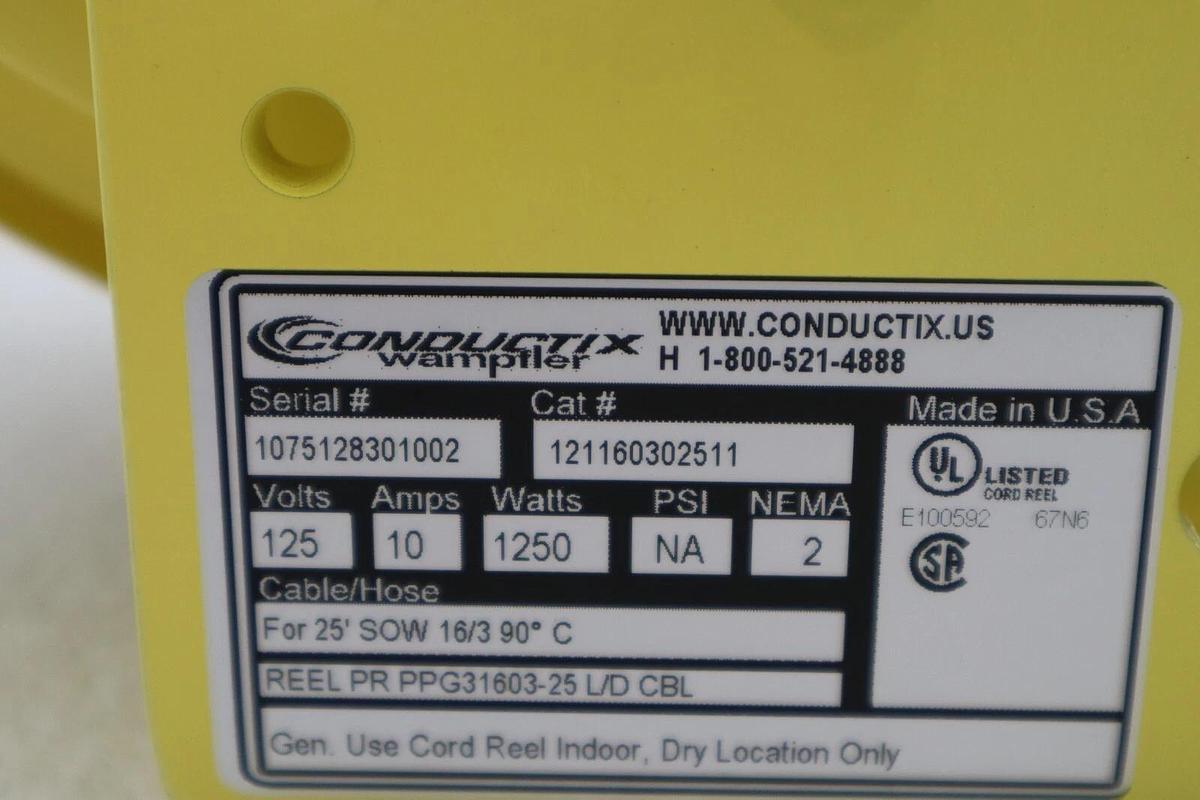 CONDUCTIX
wampfler
WWW.CONDUCTIX.US
H 1-800-521-4888
Serial # Cat # Made in U.S.A
1075128301002 121160302511
UL LISTED
CORD REEL
E100592 67N6
SA
Volts Amps Watts PSI NEMA
125 10 1250 NA 2
Cable/Hose
For 25' SOW 16/3 90° C
REEL PR PPG31603-25 L/D CBL
Gen. Use Cord Reel Indoor, Dry Location Only